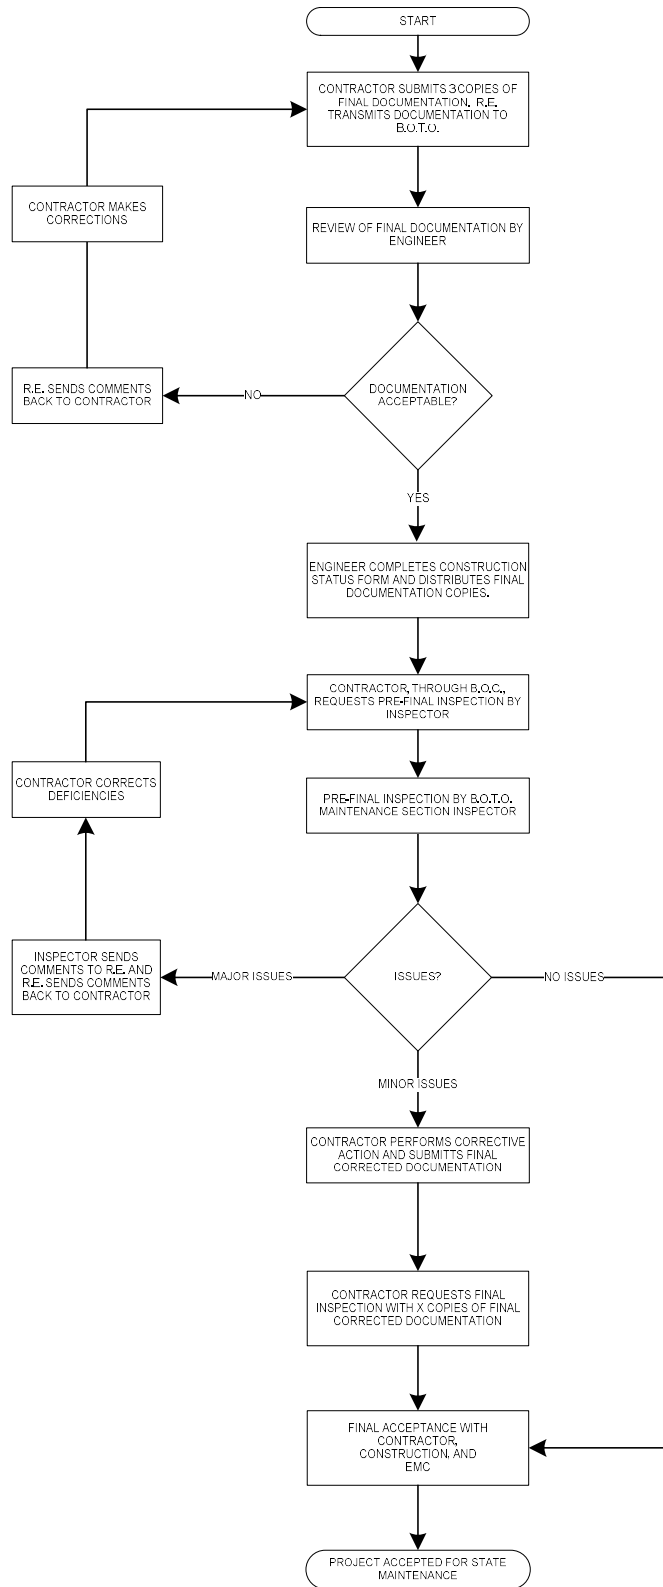 START
CONTRACTOR SUBMITS 3 COPIES OF
FINAL DOCUMENTATION. R.E.
TRANSMITS DOCUMENTATION TO
B.O.T.O.
CONTRACTOR MAKES
CORRECTIONS
REVIEW OF FINAL DOCUMENTATION BY
ENGINEER
R.E. SENDS COMMENTS
BACK TO CONTRACTOR
NO
DOCUMENTATION
ACCEPTABLE?
YES
ENGINEER COMPLETES CONSTRUCTION
STATUS FORM AND DISTRIBUTES FINAL
DOCUMENTATION COPIES.
CONTRACTOR, THROUGH B.O.C.,
REQUESTS PRE-FINAL INSPECTION BY
INSPECTOR
CONTRACTOR CORRECTS
DEFICIENCIES
PRE-FINAL INSPECTION BY B.O.T.O.
MAINTENANCE SECTION INSPECTOR
INSPECTOR SENDS
COMMENTS TO R.E. AND
R.E. SENDS COMMENTS
BACK TO CONTRACTOR
MAJOR ISSUES
ISSUES?
NO ISSUES
MINOR ISSUES
CONTRACTOR PERFORMS CORRECTIVE
ACTION AND SUBMITTS FINAL
CORRECTED DOCUMENTATION
CONTRACTOR REQUESTS FINAL
INSPECTION WITH X COPIES OF FINAL
CORRECTED DOCUMENTATION
FINAL ACCEPTANCE WITH
CONTRACTOR,
CONSTRUCTION, AND
EMC
PROJECT ACCEPTED FOR STATE
MAINTENANCE